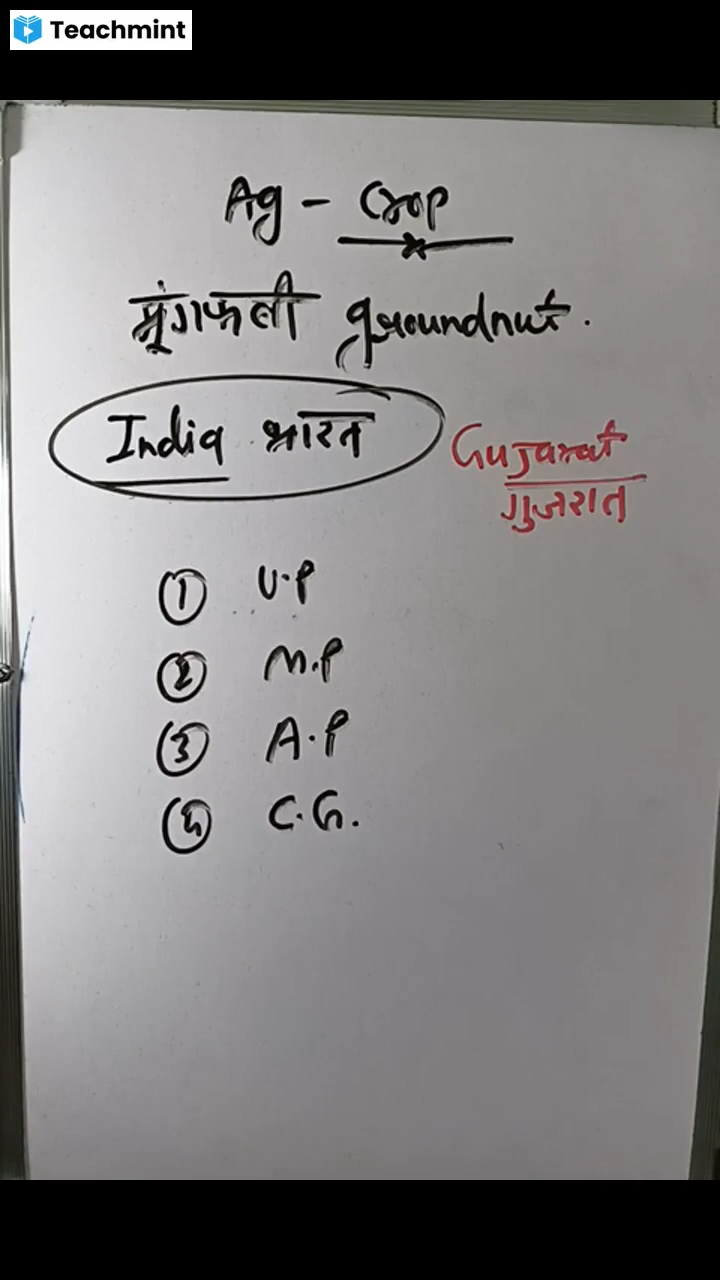 Teachmint
Ag - Crop
मूंगफली groundnut.
India भारत
Gujarat
गुजरात
① U.P
② M.P
③ A.P
④ C.G.